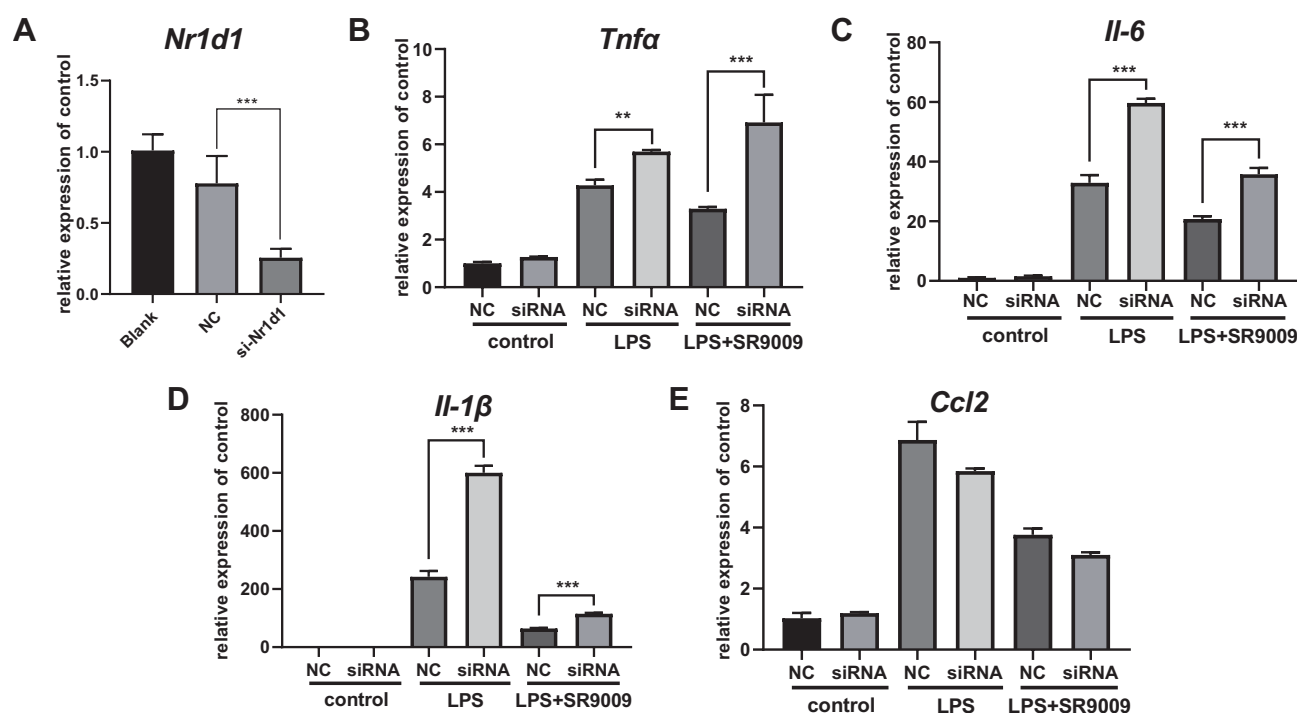 A
Nr1d1
relative expression of control
1.5
1.0
0.5
0.0
***
Blank
NC
si-Nr1d1
B
Tnfα
relative expression of control
10
8
6
4
2
0
**
***
NC siRNA NC siRNA NC siRNA
control LPS LPS+SR9009
C
Il-6
relative expression of control
80
60
40
20
0
***
***
NC siRNA NC siRNA NC siRNA
control LPS LPS+SR9009
D
Il-1β
relative expression of control
800
600
400
200
0
***
***
NC siRNA NC siRNA NC siRNA
control LPS LPS+SR9009
E
Ccl2
relative expression of control
8
6
4
2
0
NC siRNA NC siRNA NC siRNA
control LPS LPS+SR9009